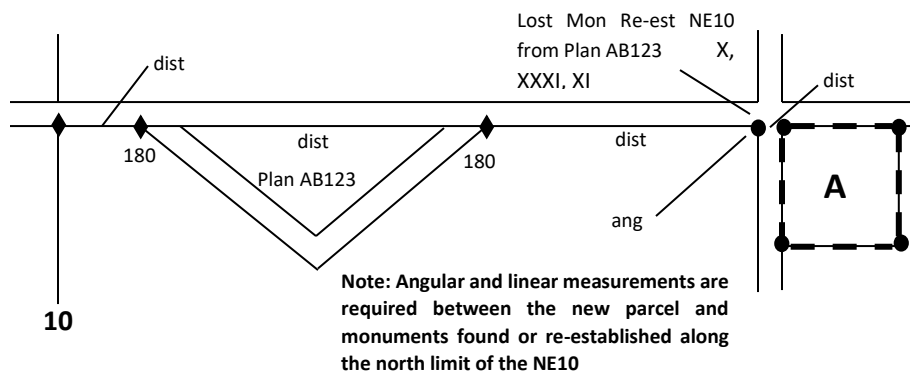 Lost Mon Re-est NE10
from Plan AB123 X,
XXXI, XI
dist
dist
180
dist
180
dist
Plan AB123
A
ang
Note: Angular and linear measurements are
required between the new parcel and
monuments found or re-established along
the north limit of the NE10
10